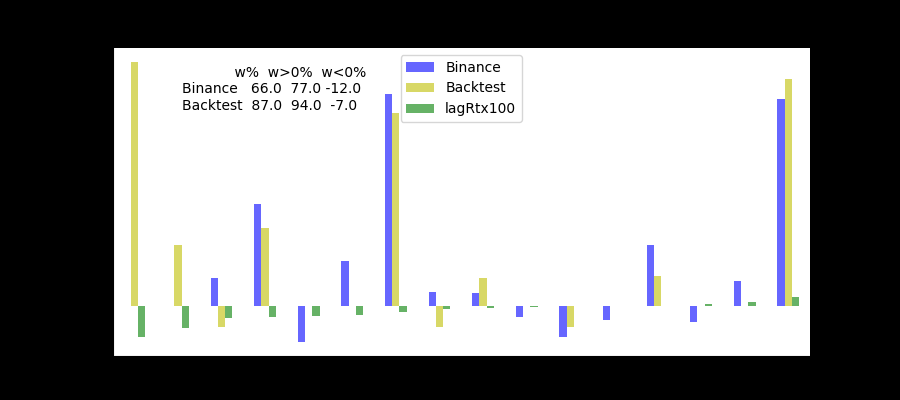 w% w>0% w<0%
Binance 66.0 77.0 -12.0
Backtest 87.0 94.0 -7.0
Binance
Backtest
lagRtx100